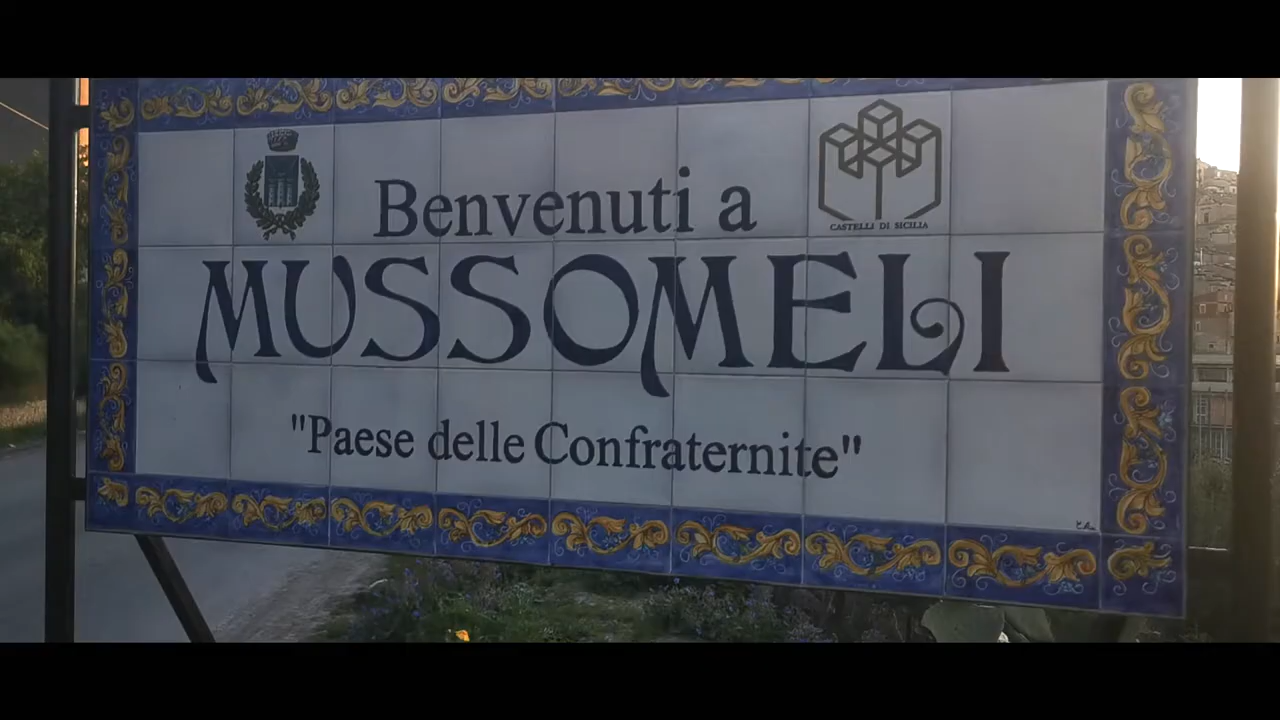 Benvenuti a
CASTELLI DI SICILIA
MUSSOMELI
"Paese delle Confraternite"